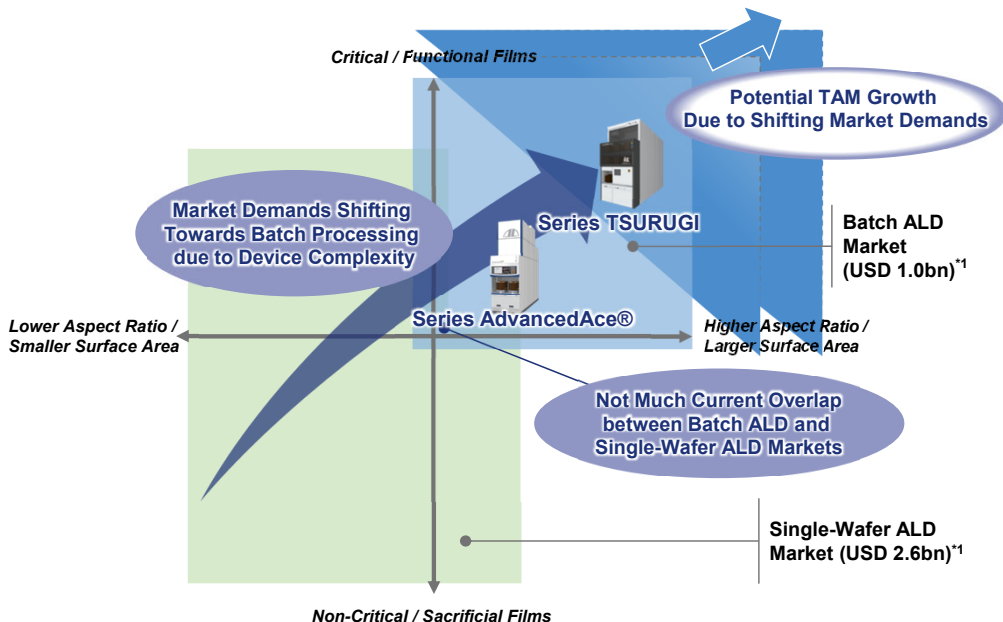 Critical / Functional Films
Potential TAM Growth
Due to Shifting Market Demands
Market Demands Shifting
Towards Batch Processing
due to Device Complexity
Series TSURUGI
Batch ALD
Market
(USD 1.0bn)*1
Series AdvancedAce®
Lower Aspect Ratio /
Smaller Surface Area
Higher Aspect Ratio /
Larger Surface Area
Not Much Current Overlap
between Batch ALD and
Single-Wafer ALD Markets
Single-Wafer ALD
Market (USD 2.6bn)*1
Non-Critical / Sacrificial Films